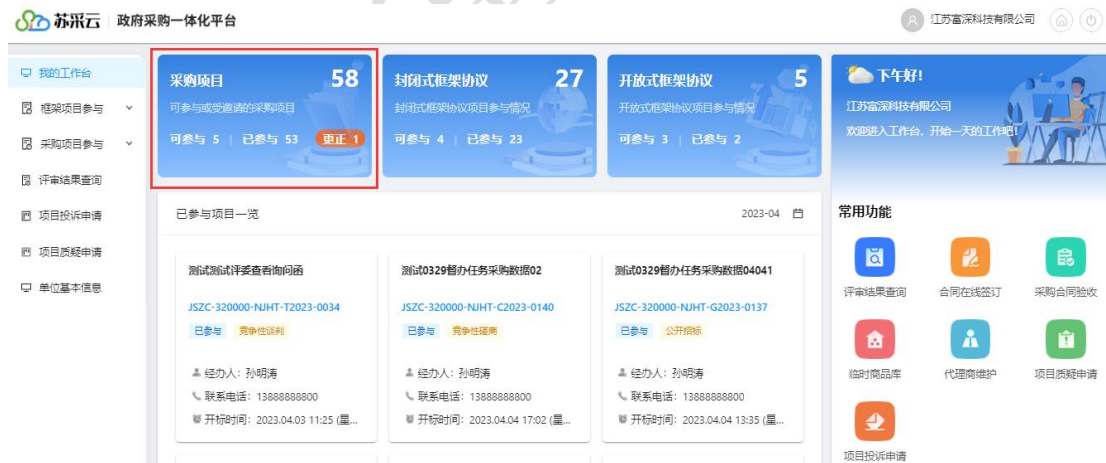 苏采云 政府采购一体化平台
江苏富深科技有限公司
我的工作台
框架项目参与
采购项目参与
评审结果查询
项目投诉申请
项目质疑申请
单位基本信息
采购项目 58
可参与或受邀请的采购项目
可参与 5 | 已参与 53 更正 1
封闭式框架协议 27
封闭式框架协议项目参与情况
可参与 4 | 已参与 23
开放式框架协议 5
开放式框架协议项目参与情况
可参与 3 | 已参与 2
下午好!
江苏富深科技有限公司
欢迎进入工作台、开始一天的工作吧!
已参与项目一览 2023-04
测试测试评委查看询问函
JSZC-320000-NJHT-T2023-0034
已参与 竞争性谈判
经办人：孙明涛
联系电话：13888888800
开标时间：2023.04.03 11:25 (星...
测试0329督办任务采购数据02
JSZC-320000-NJHT-C2023-0140
已参与 竞争性磋商
经办人：孙明涛
联系电话：13888888800
开标时间：2023.04.04 17:02 (星...
测试0329督办任务采购数据04041
JSZC-320000-NJHT-G2023-0137
已参与 公开招标
经办人：孙明涛
联系电话：13888888800
开标时间：2023.04.04 13:35 (星...
常用功能
评审结果查询 合同在线签订 采购合同验收
临时商品库 代理商维护 项目质疑申请
项目投诉申请